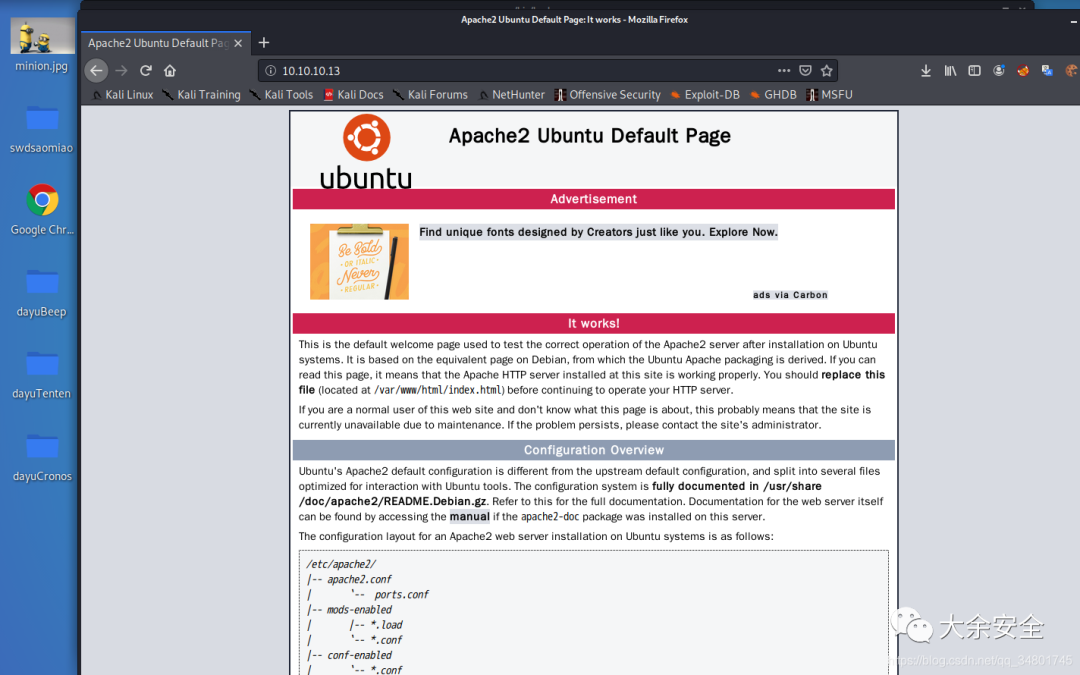 Apache2 Ubuntu Default Page: It works - Mozilla Firefox
minion.jpg
swdsaomiao
Google Chr...
dayuBeep
dayuTenten
dayuCronos
Apache2 Ubuntu Default Pag
10.10.10.13
Kali Linux Kali Training Kali Tools Kali Docs Kali Forums NetHunter Offensive Security Exploit-DB GHDB MSFU
ubuntu
Apache2 Ubuntu Default Page
Advertisement
Be Bold
OR ITALIC
Never
REGULAR
Find unique fonts designed by Creators just like you. Explore Now.
ads via Carbon
It works!
This is the default welcome page used to test the correct operation of the Apache2 server after installation on Ubuntu
systems. It is based on the equivalent page on Debian, from which the Ubuntu Apache packaging is derived. If you can
read this page, it means that the Apache HTTP server installed at this site is working properly. You should replace this
file (located at /var/www/html/index.html) before continuing to operate your HTTP server.
If you are a normal user of this web site and don't know what this page is about, this probably means that the site is
currently unavailable due to maintenance. If the problem persists, please contact the site's administrator.
Configuration Overview
Ubuntu's Apache2 default configuration is different from the upstream default configuration, and split into several files
optimized for interaction with Ubuntu tools. The configuration system is fully documented in /usr/share
/doc/apache2/README.Debian.gz. Refer to this for the full documentation. Documentation for the web server itself
can be found by accessing the manual if the apache2-doc package was installed on this server.
The configuration layout for an Apache2 web server installation on Ubuntu systems is as follows:
/etc/apache2/
|-- apache2.conf
| `-- ports.conf
|-- mods-enabled
| |-- *.load
| `-- *.conf
|-- conf-enabled
| `-- *.conf
大余安全
https://blog.csdn.net/qq_34801745